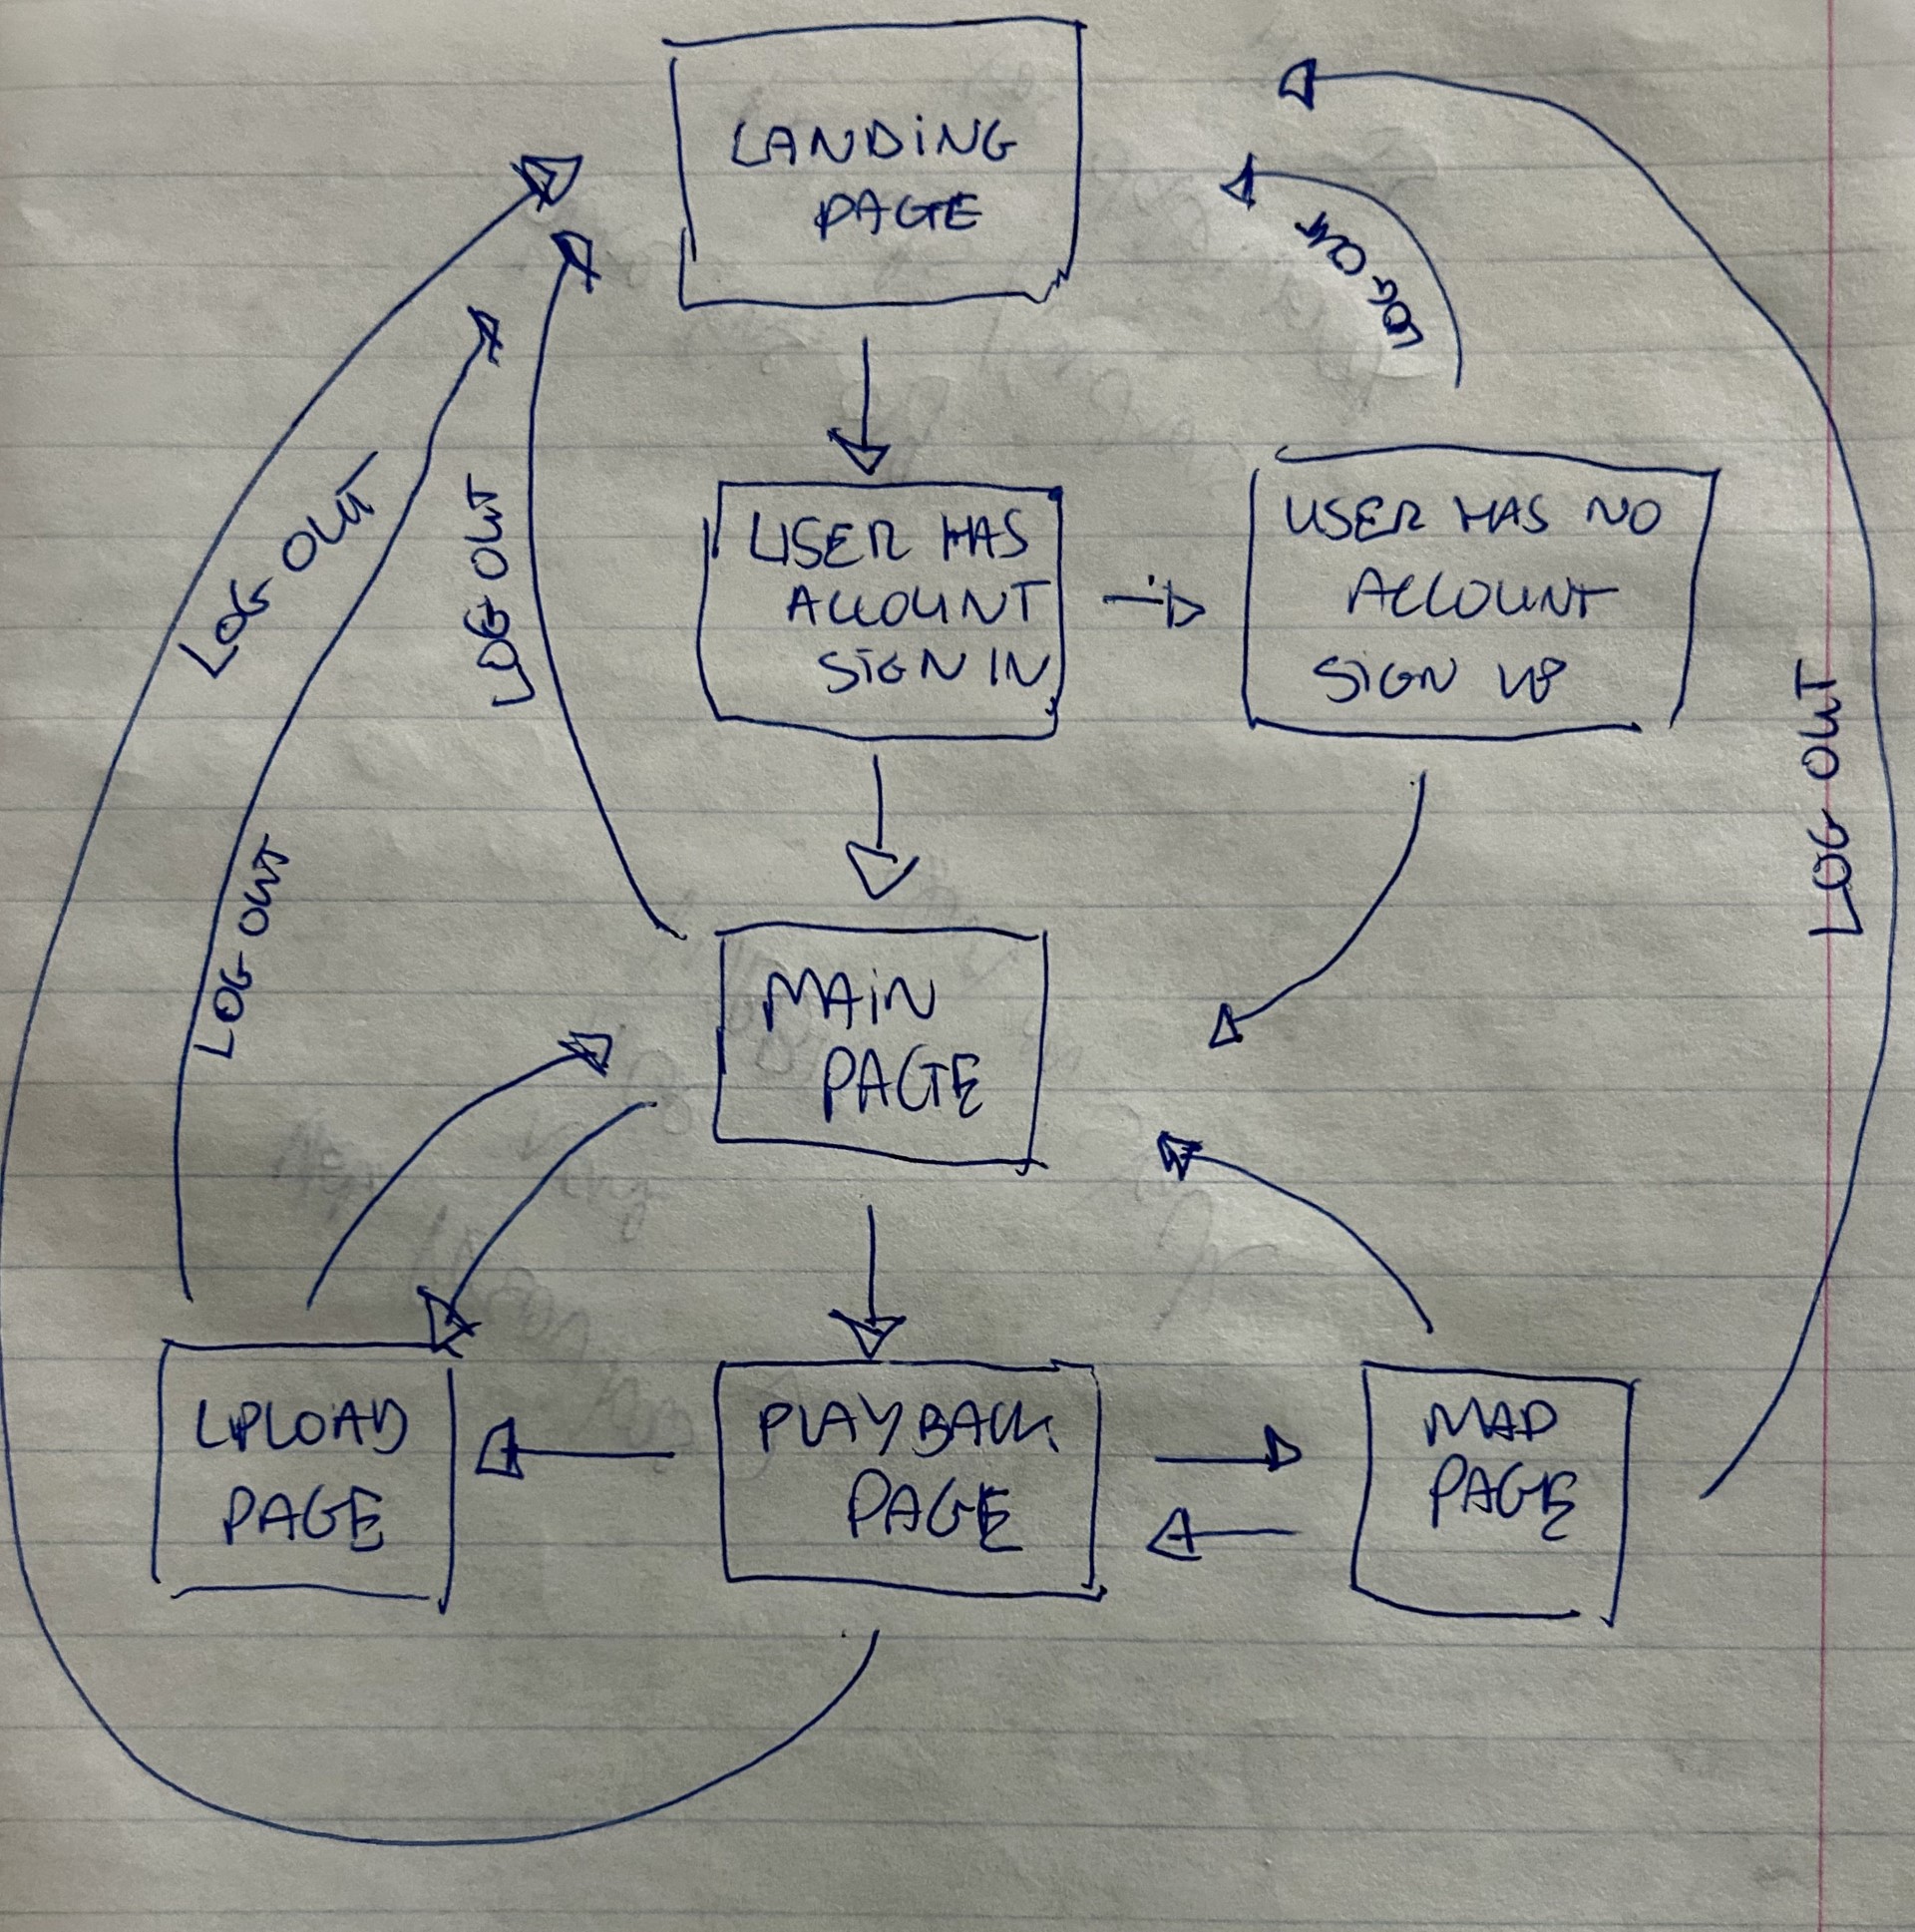 LANDING
PAGE
LOG OUT
LOG OUT
LOG OUT
USER HAS
ACCOUNT
SIGN IN
USER HAS NO
ACCOUNT
SIGN UP
LOG OUT
LOG OUT
MAIN
PAGE
UPLOAD
PAGE
PLAYBACK
PAGE
MAP
PAGE